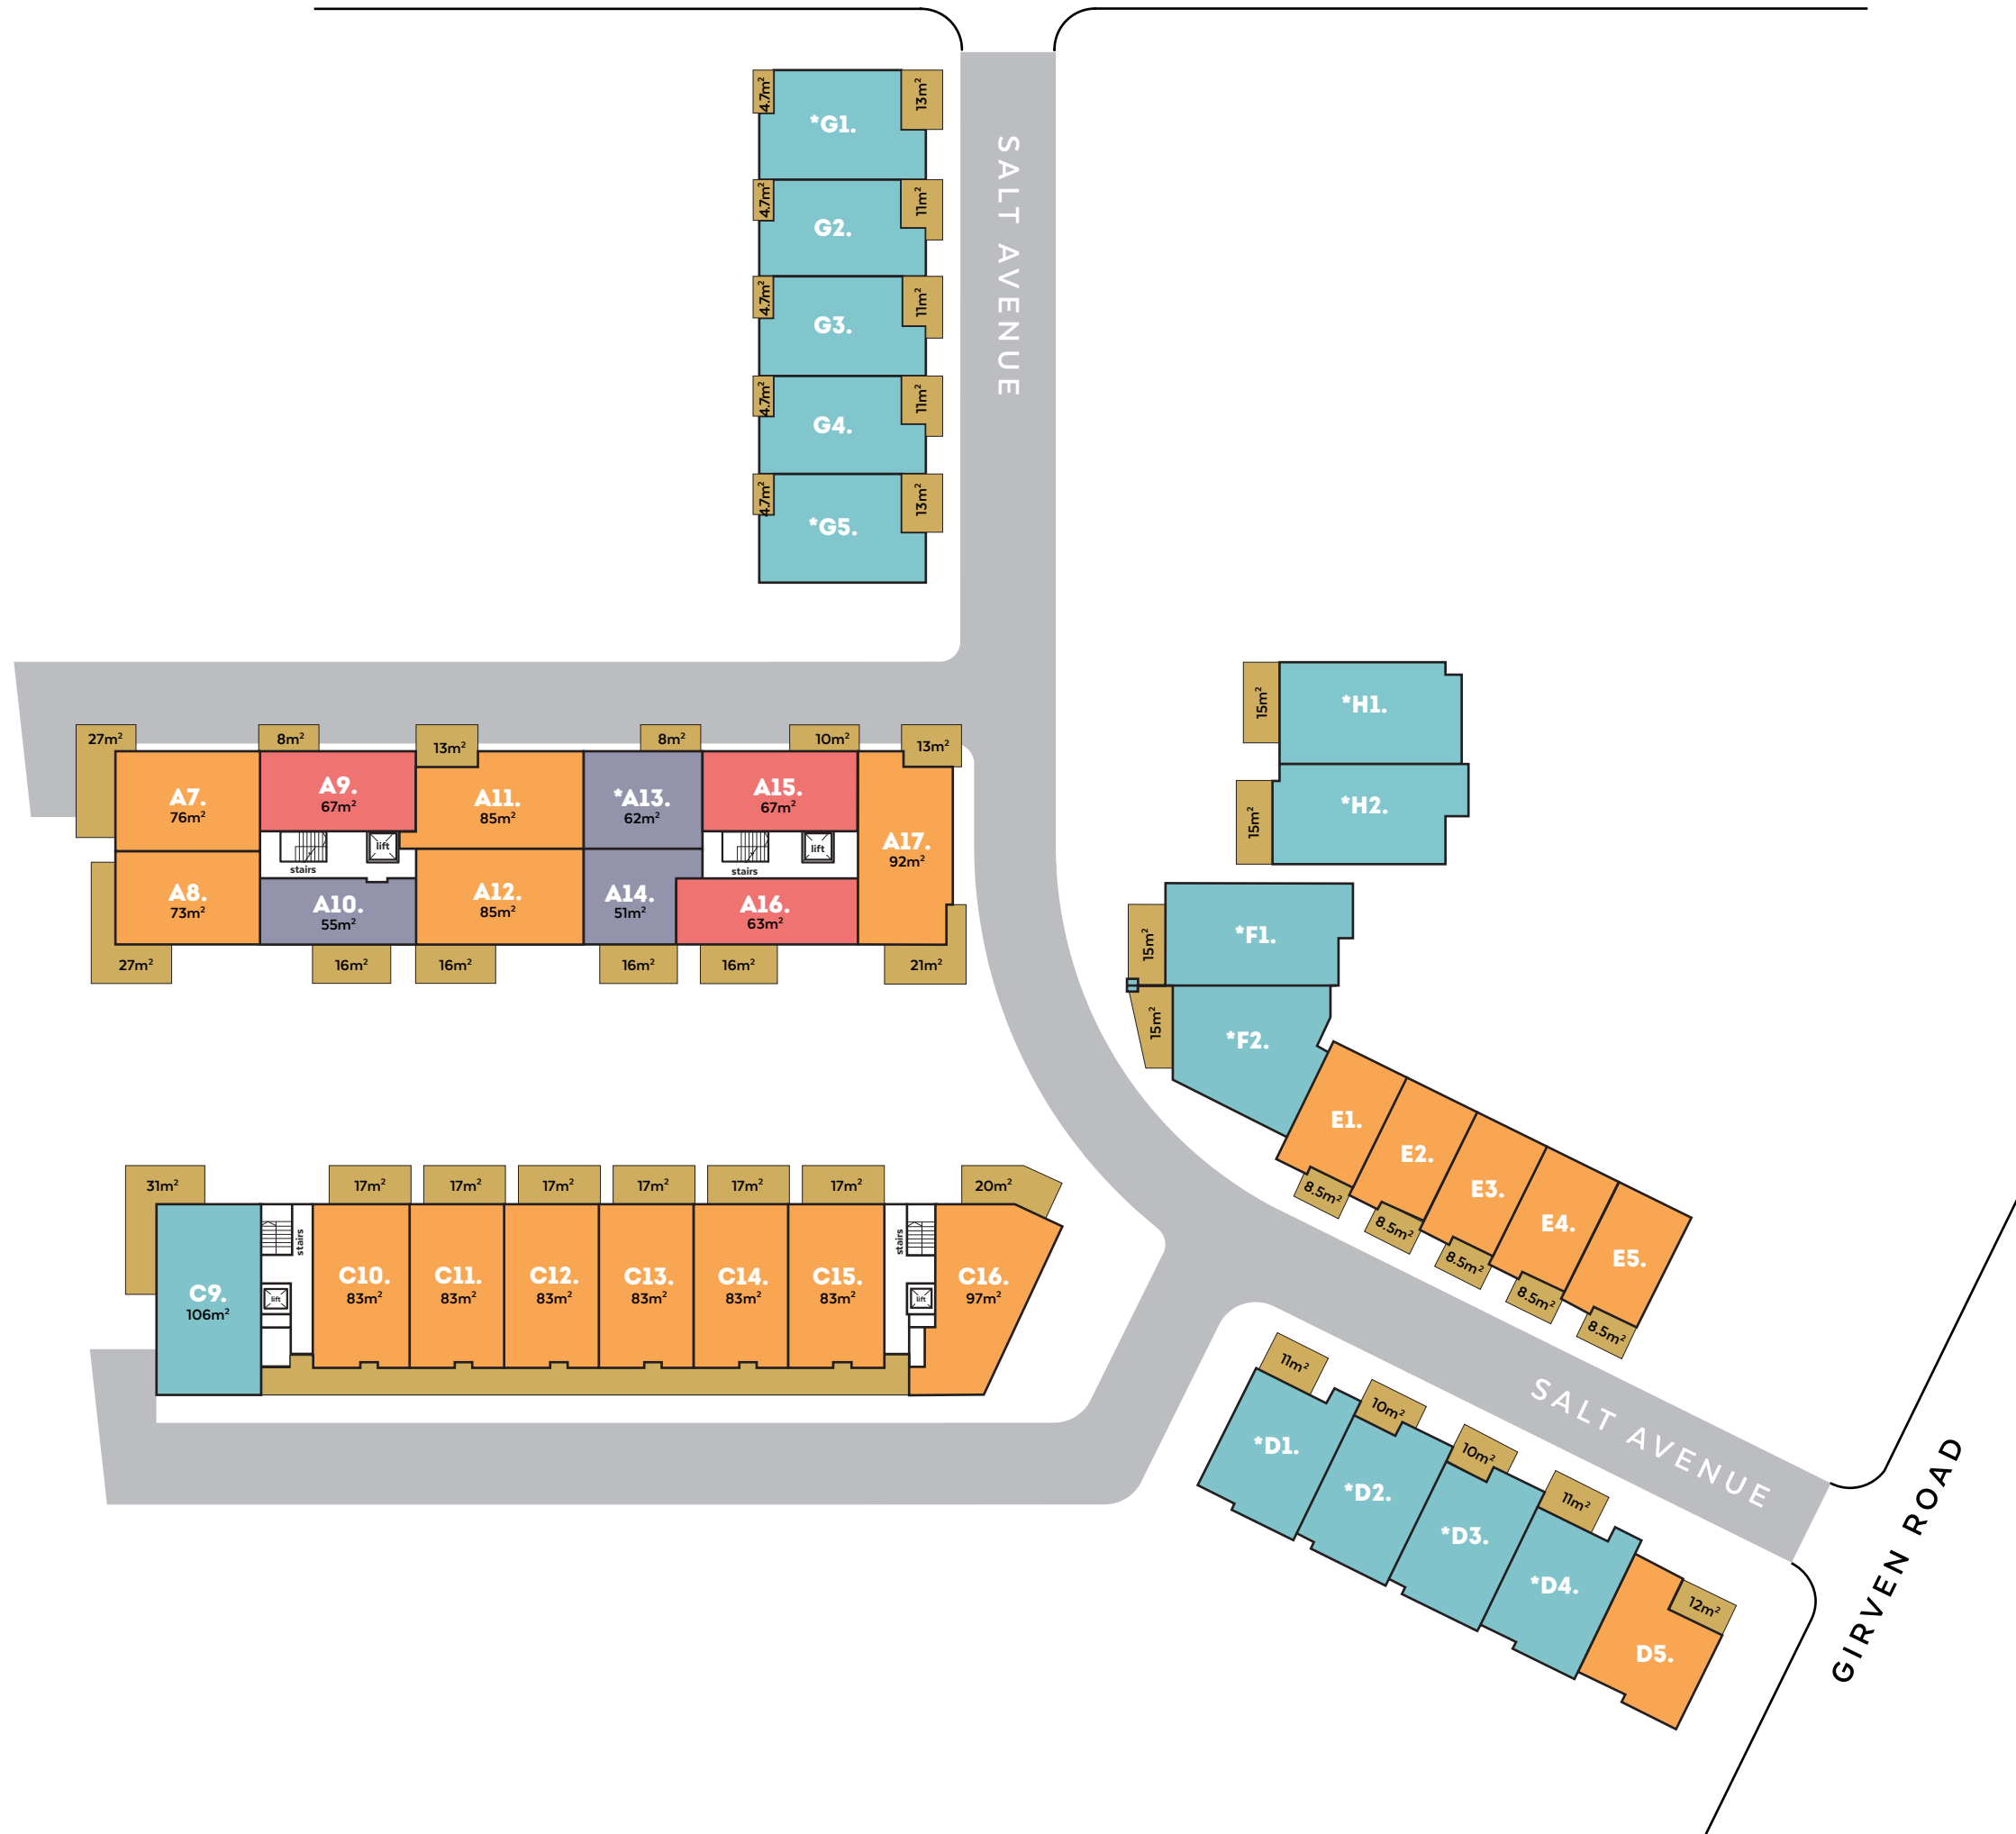 4.7m²
13m²
*G1.
SALT AVENUE
4.7m²
11m²
G2.
4.7m²
11m²
G3.
4.7m²
11m²
G4.
4.7m²
13m²
*G5.
15m²
*H1.
15m²
*H2.
27m²
8m²
13m²
8m²
10m²
13m²
A7.
76m²
A9.
67m²
A11.
85m²
*A13.
62m²
A15.
67m²
A17.
92m²
stairs
lift
stairs
lift
A8.
73m²
A10.
55m²
A12.
85m²
A14.
51m²
A16.
63m²
27m²
16m²
16m²
16m²
16m²
21m²
15m²
*F1.
15m²
*F2.
E1.
E2.
E3.
E4.
E5.
8.5m²
8.5m²
8.5m²
8.5m²
8.5m²
31m²
17m²
17m²
17m²
17m²
17m²
17m²
20m²
stairs
stairs
lift
lift
C9.
106m²
C10.
83m²
C11.
83m²
C12.
83m²
C13.
83m²
C14.
83m²
C15.
83m²
C16.
97m²
SALT AVENUE
11m²
10m²
10m²
11m²
12m²
*D1.
*D2.
*D3.
*D4.
D5.
GIRVEN ROAD